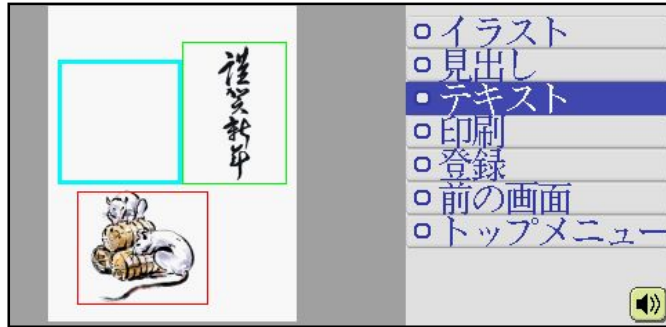 謹賀新年
イラスト
見出し
テキスト
印刷
登録
前の画面
トップメニュー